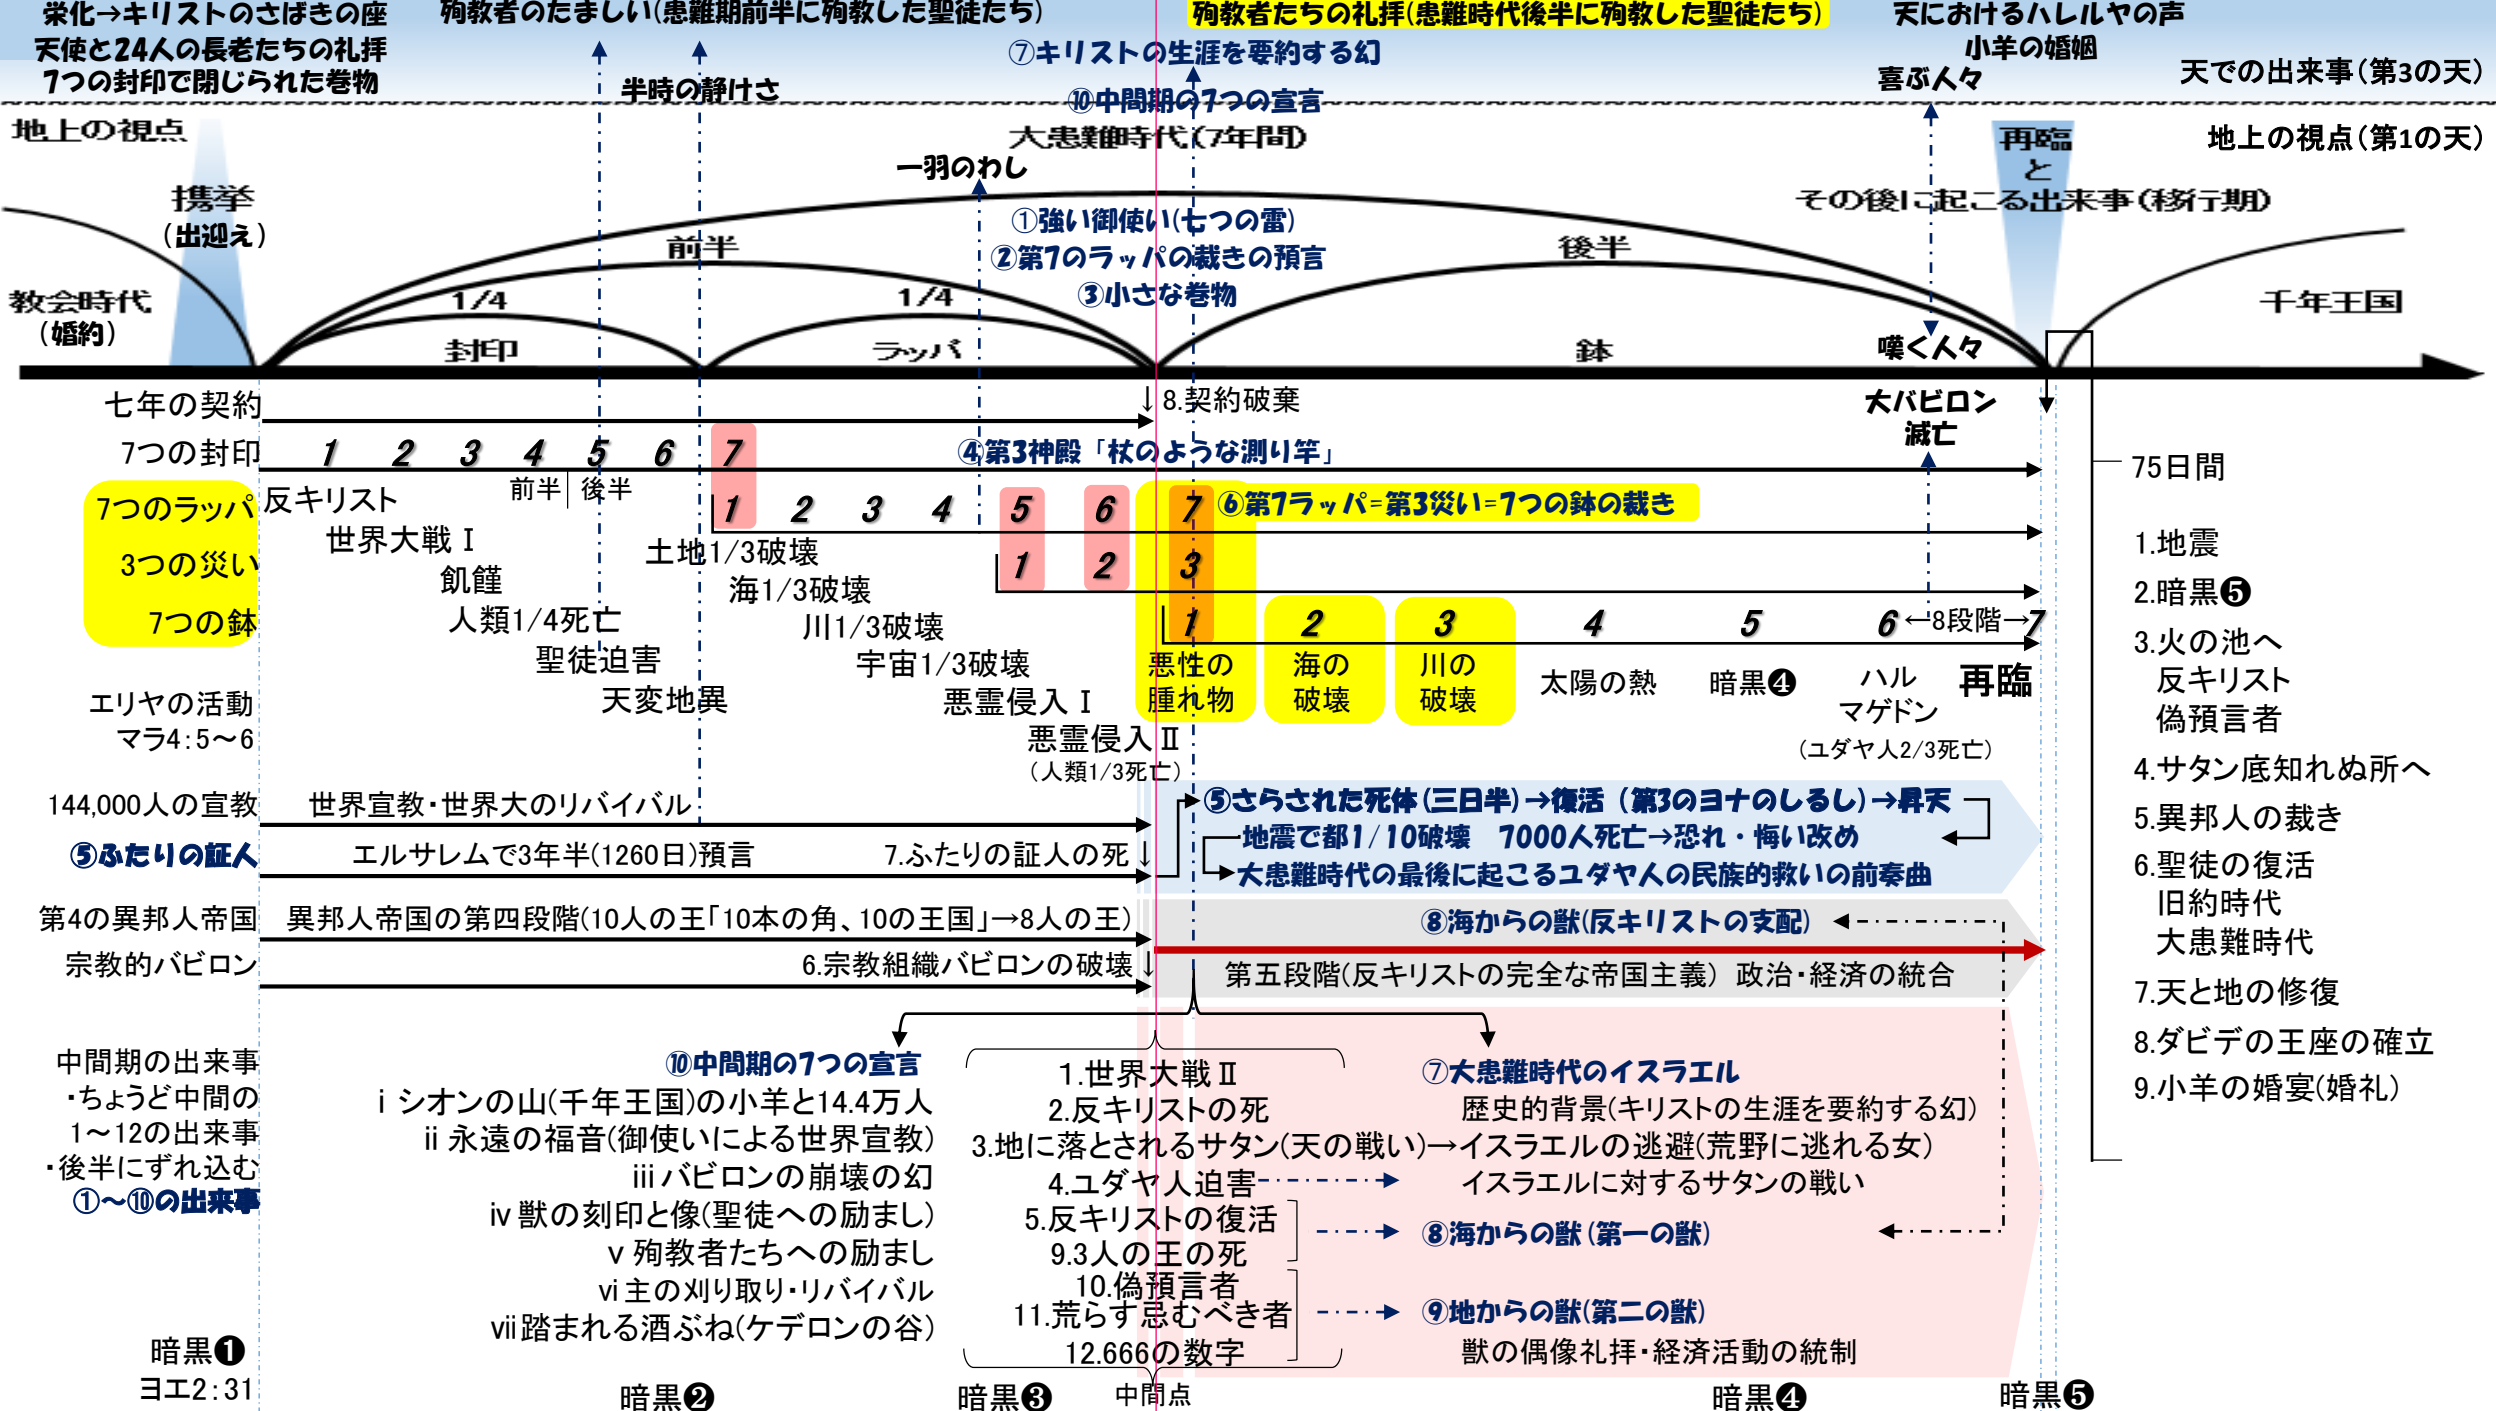 栄化→キリストのさばきの座
天使と24人の長老たちの礼拝
7つの封印で閉じられた巻物
殉教者のたましい(患難期前半に殉教した聖徒たち)
半時の静けさ
殉教者たちの礼拝(患難時代後半に殉教した聖徒たち)
⑦キリストの生涯を要約する幻
⑩中間期の7つの宣言
天におけるハレルヤの声
小羊の婚姻
喜ぶ人々
天での出来事(第3の天)
地上の視点
大患難時代(7年間)
地上の視点(第1の天)
携挙
(出迎え)
一羽のわし
再臨
と
その後に起こる出来事(移行期)
①強い御使い(七つの雷)
②第7のラッパの裁きの預言
③小さな巻物
前半
後半
教会時代
(婚約)
1/4
1/4
千年王国
封印
ラッパ
鉢
嘆く人々
七年の契約
↓8.契約破棄
大バビロン
滅亡
7つの封印
1 2 3 4 5 6 7
④第3神殿「杖のような測り竿」
前半 後半
7つのラッパ
1 2 3 4 5 6 7
⑥第7ラッパ=第3災い=7つの鉢の裁き
反キリスト
世界大戦Ⅰ
飢饉
人類1/4死亡
聖徒迫害
天変地異
3つの災い
1 2 3
土地1/3破壊
海1/3破壊
川1/3破壊
宇宙1/3破壊
悪霊侵入Ⅰ
悪霊侵入Ⅱ
(人類1/3死亡)
7つの鉢
1 2 3 4 5 6 ←8段階→7
悪性の
腫れ物
海の
破壊
川の
破壊
太陽の熱
暗黒❹
ハル
マゲドン
(ユダヤ人2/3死亡)
再臨
エリヤの活動
マラ4:5~6
144,000人の宣教
世界宣教・世界大のリバイバル
⑤さらされた死体(三日半)→復活(第3のヨナのしるし)→昇天
地震で都1/10破壊 7000人死亡→恐れ・悔い改め
大患難時代の最後に起こるユダヤ人の民族的救いの前奏曲
⑤ふたりの証人
エルサレムで3年半(1260日)預言
7.ふたりの証人の死↓
第4の異邦人帝国
異邦人帝国の第四段階(10人の王「10本の角、10の王国」→8人の王)
⑧海からの獣(反キリストの支配)
宗教的バビロン
6.宗教組織バビロンの破壊↓
第五段階(反キリストの完全な帝国主義) 政治・経済の統合
中間期の出来事
・ちょうど中間の
1~12の出来事
・後半にずれ込む
①~⑩の出来事
⑩中間期の7つの宣言
ⅰ シオンの山(千年王国)の小羊と14.4万人
ⅱ 永遠の福音(御使いによる世界宣教)
ⅲ バビロンの崩壊の幻
ⅳ 獣の刻印と像(聖徒への励まし)
ⅴ 殉教者たちへの励まし
ⅵ 主の刈り取り・リバイバル
ⅶ 踏まれる酒ぶね(ケデロンの谷)
1.世界大戦Ⅱ
2.反キリストの死
3.地に落とされるサタン(天の戦い)→イスラエルの逃避(荒野に逃れる女)
4.ユダヤ人迫害
5.反キリストの復活
9.3人の王の死
10.偽預言者
11.荒らす忌むべき者
12.666の数字
中間点
⑦大患難時代のイスラエル
歴史的背景(キリストの生涯を要約する幻)
イスラエルに対するサタンの戦い
⑧海からの獣(第一の獣)
⑨地からの獣(第二の獣)
獣の偶像礼拝・経済活動の統制
75日間
1.地震
2.暗黒❺
3.火の池へ
反キリスト
偽預言者
4.サタン底知れぬ所へ
5.異邦人の裁き
6.聖徒の復活
旧約時代
大患難時代
7.天と地の修復
8.ダビデの王座の確立
9.小羊の婚宴(婚礼)
暗黒❶
ヨエ2:31
暗黒❷
暗黒❸
暗黒❹
暗黒❺